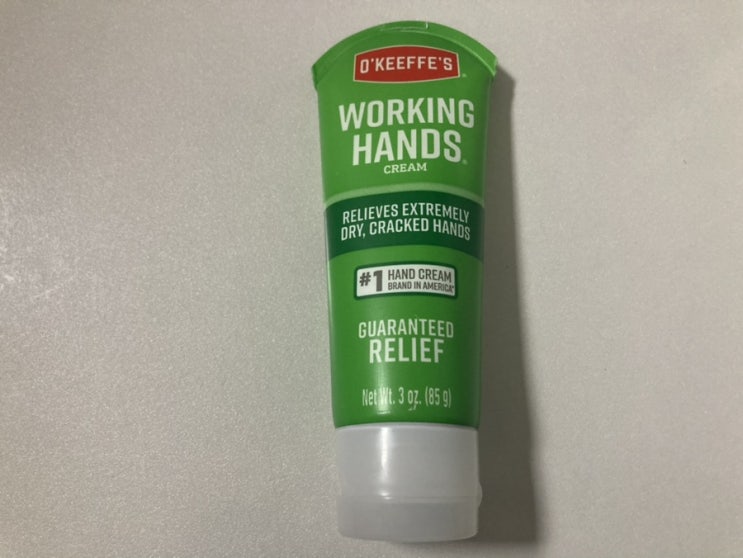 O'KEEFFE'S®
WORKING
HANDS®
CREAM
RELIEVES EXTREMELY
DRY, CRACKED HANDS
#1 HAND CREAM
BRAND IN AMERICA*
GUARANTEED
RELIEF
Net Wt. 3 oz. (85 g)